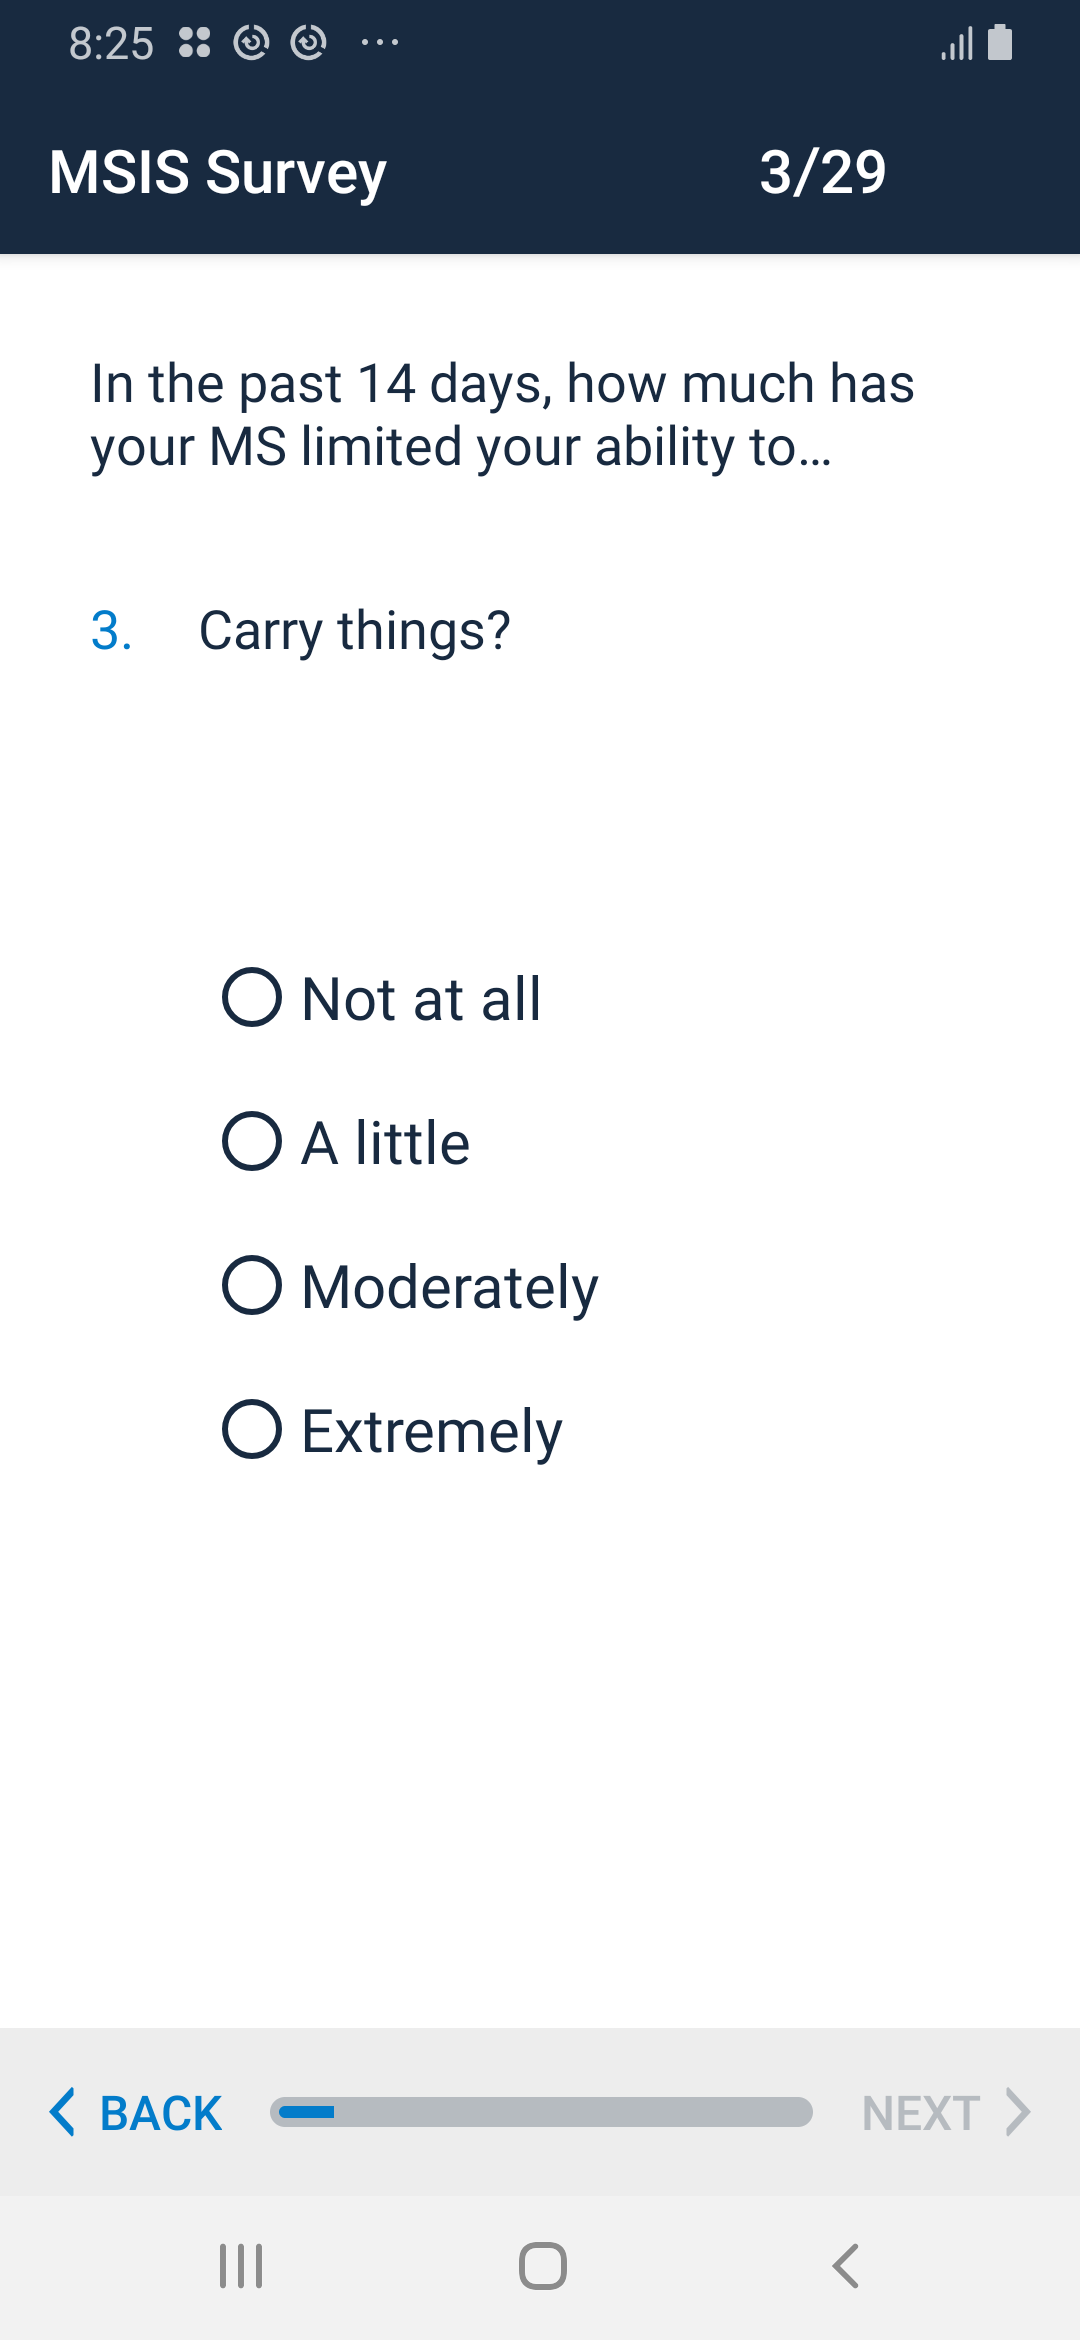 8:25
MSIS Survey 3/29
In the past 14 days, how much has
your MS limited your ability to...
3. Carry things?
Not at all
A little
Moderately
Extremely
BACK NEXT